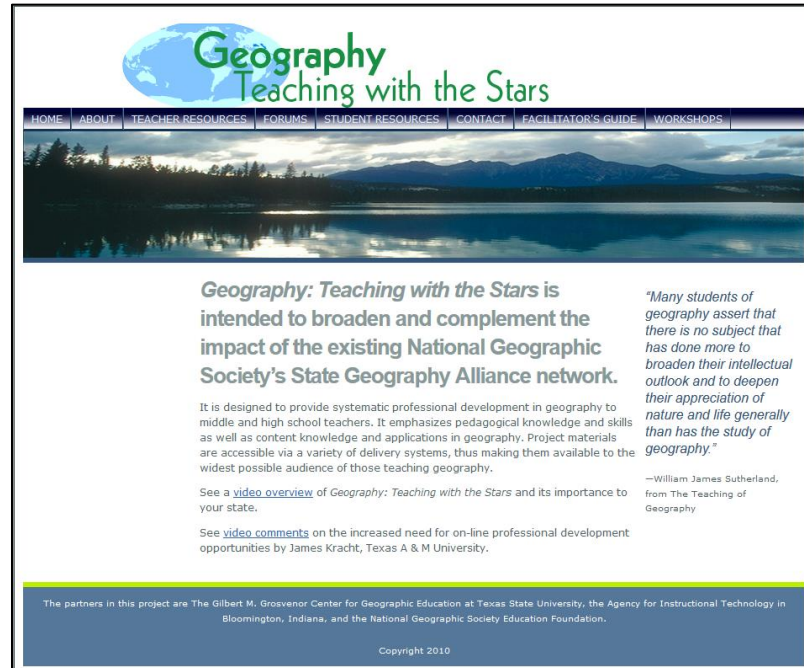 Geography
Teaching with the Stars
HOME ABOUT TEACHER RESOURCES FORUMS STUDENT RESOURCES CONTACT FACILITATOR'S GUIDE WORKSHOPS
Geography: Teaching with the Stars is
intended to broaden and complement the
impact of the existing National Geographic
Society's State Geography Alliance network.
It is designed to provide systematic professional development in geography to
middle and high school teachers. It emphasizes pedagogical knowledge and skills
as well as content knowledge and applications in geography. Project materials
are accessible via a variety of delivery systems, thus making them available to the
widest possible audience of those teaching geography.
See a video overview of Geography: Teaching with the Stars and its importance to
your state.
See video comments on the increased need for on-line professional development
opportunities by James Kracht, Texas A & M University.
"Many students of
geography assert that
there is no subject that
has done more to
broaden their intellectual
outlook and to deepen
their appreciation of
nature and life generally
than has the study of
geography."
—William James Sutherland,
from The Teaching of
Geography
The partners in this project are The Gilbert M. Grosvenor Center for Geographic Education at Texas State University, the Agency for Instructional Technology in
Bloomington, Indiana, and the National Geographic Society Education Foundation.
Copyright 2010